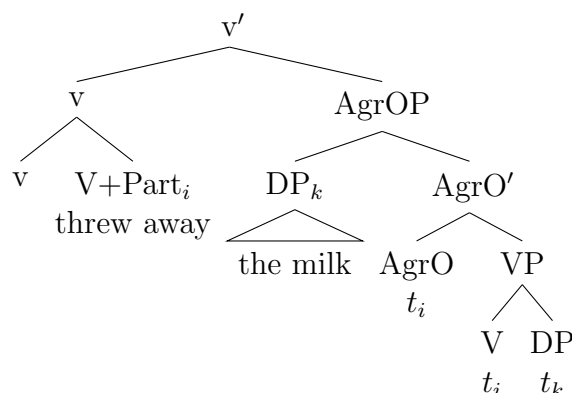 v′
v AgrOP
v V+Part_i DP_k AgrO′
threw away
the milk AgrO VP
t_i
V DP
t_i t_k